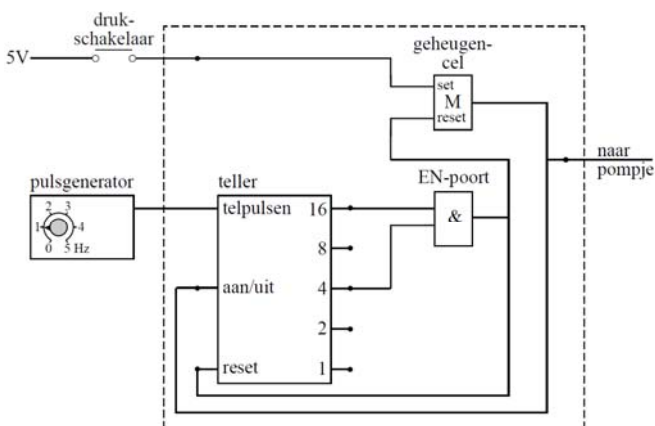 druk-
schakelaar
5V
geheugen-
cel
set
M
reset
naar
pompje
pulsgenerator
2 3
1 4
0 5 Hz
teller
telpulsen 16
8
aan/uit 4
2
reset 1
EN-poort
&